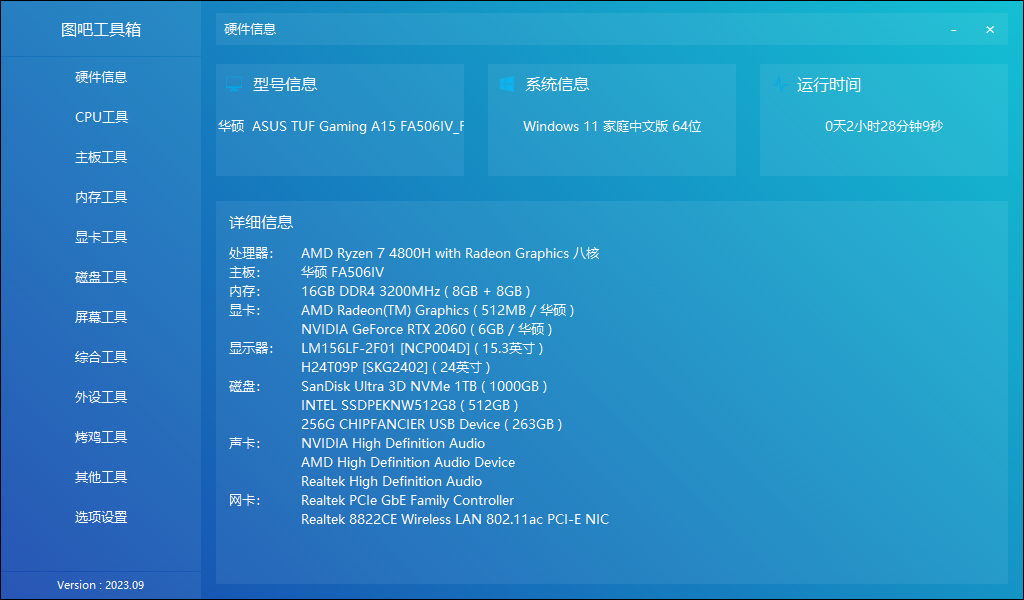 图吧工具箱
硬件信息
CPU工具
主板工具
内存工具
显卡工具
磁盘工具
屏幕工具
综合工具
外设工具
烤鸡工具
其他工具
选项设置
Version : 2023.09
硬件信息
型号信息
华硕 ASUS TUF Gaming A15 FA506IV_F
系统信息
Windows 11 家庭中文版 64位
运行时间
0天2小时28分钟9秒
详细信息
处理器： AMD Ryzen 7 4800H with Radeon Graphics 八核
主板： 华硕 FA506IV
内存： 16GB DDR4 3200MHz ( 8GB + 8GB )
显卡： AMD Radeon(TM) Graphics ( 512MB / 华硕 )
NVIDIA GeForce RTX 2060 ( 6GB / 华硕 )
显示器： LM156LF-2F01 [NCP004D] ( 15.3英寸 )
H24T09P [SKG2402] ( 24英寸 )
磁盘： SanDisk Ultra 3D NVMe 1TB ( 1000GB )
INTEL SSDPEKNW512G8 ( 512GB )
256G CHIPFANCIER USB Device ( 263GB )
声卡： NVIDIA High Definition Audio
AMD High Definition Audio Device
Realtek High Definition Audio
网卡： Realtek PCIe GbE Family Controller
Realtek 8822CE Wireless LAN 802.11ac PCI-E NIC